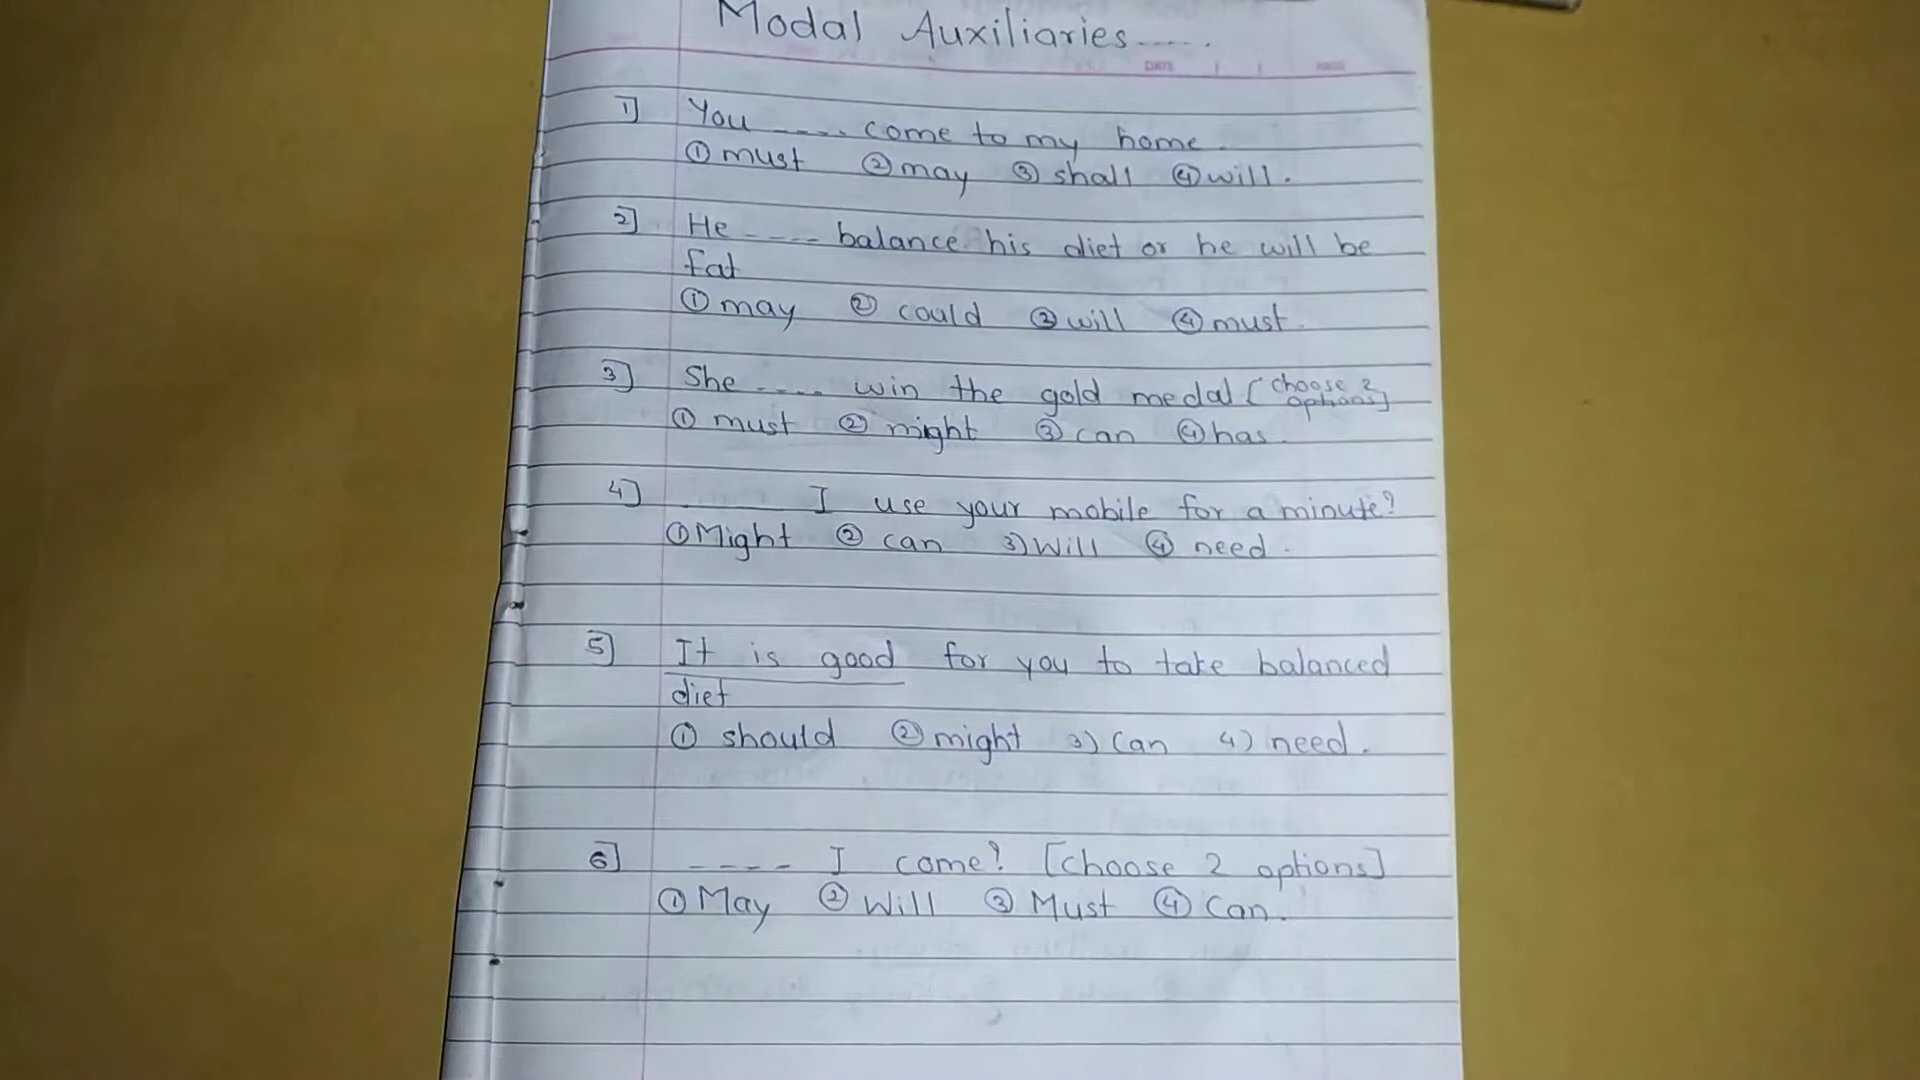 Modal Auxiliaries.....
DATE / / PAGE
1] You .... come to my home.
① must ② may ③ shall ④ will.
2] He .... balance his diet or he will be
fat
① may ② could ③ will ④ must.
3] She .... win the gold medal [choose 2
options]
① must ② might ③ can ④ has.
4] ____ I use your mobile for a minute?
① Might ② can 3) Will ④ need.
5] It is good for you to take balanced
diet
① should ② might 3) Can 4) need.
6] ---- I come? [choose 2 options]
① May ② Will ③ Must ④ Can.